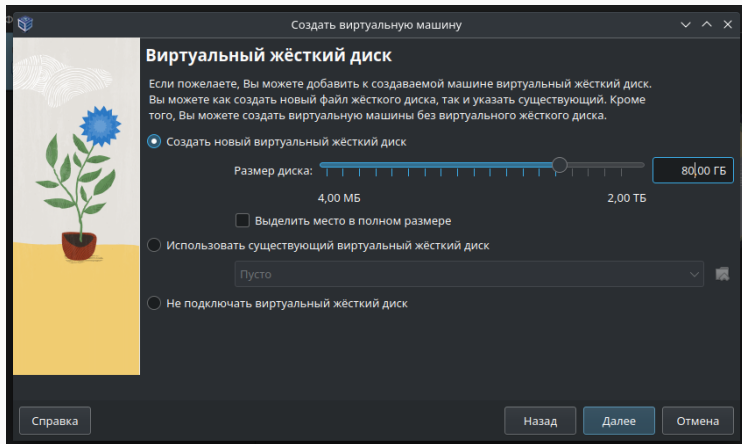 Создать виртуальную машину
Виртуальный жёсткий диск
Если пожелаете, Вы можете добавить к создаваемой машине виртуальный жёсткий диск.
Вы можете как создать новый файл жёсткого диска, так и указать существующий. Кроме
того, Вы можете создать виртуальную машины без виртуального жёсткого диска.
Создать новый виртуальный жёсткий диск
Размер диска: 80,00 ГБ
4,00 МБ 2,00 ТБ
Выделить место в полном размере
Использовать существующий виртуальный жёсткий диск
Пусто
Не подключать виртуальный жёсткий диск
Справка Назад Далее Отмена